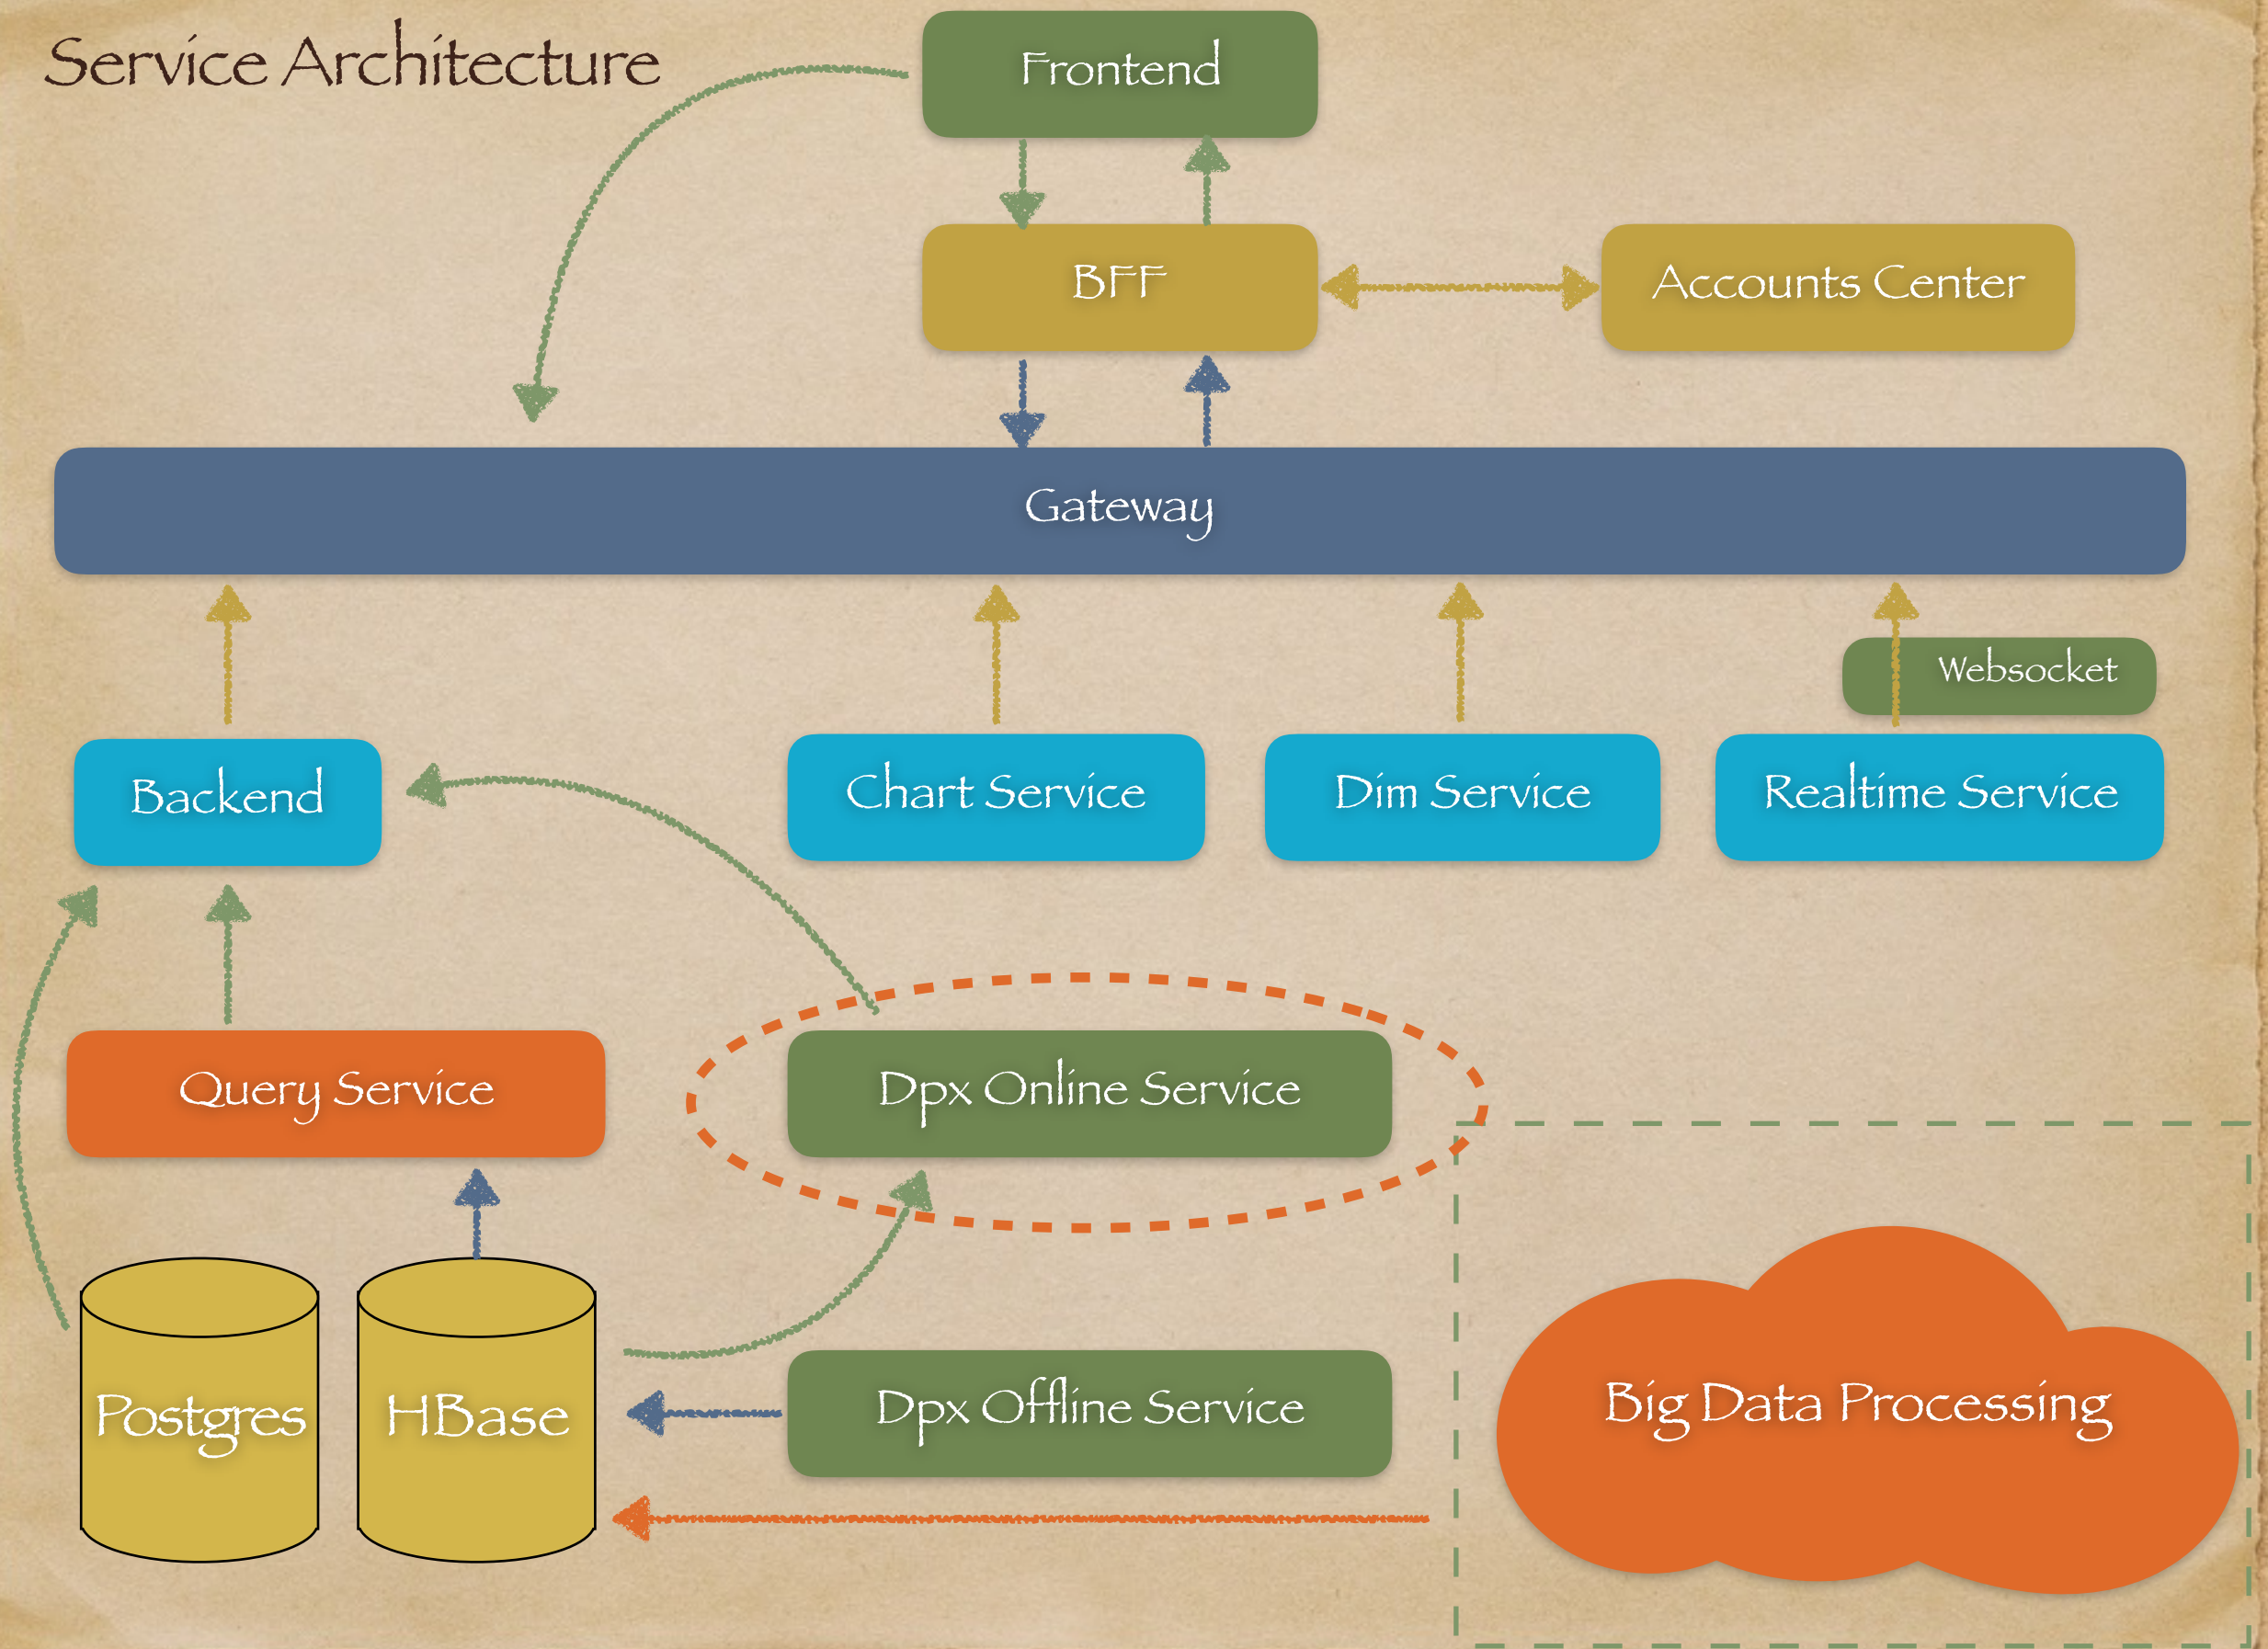 Service Architecture
Frontend
BFF
Accounts Center
Gateway
Websocket
Backend
Chart Service
Dim Service
Realtime Service
Query Service
Dpx Online Service
Postgres
HBase
Dpx Offline Service
Big Data Processing